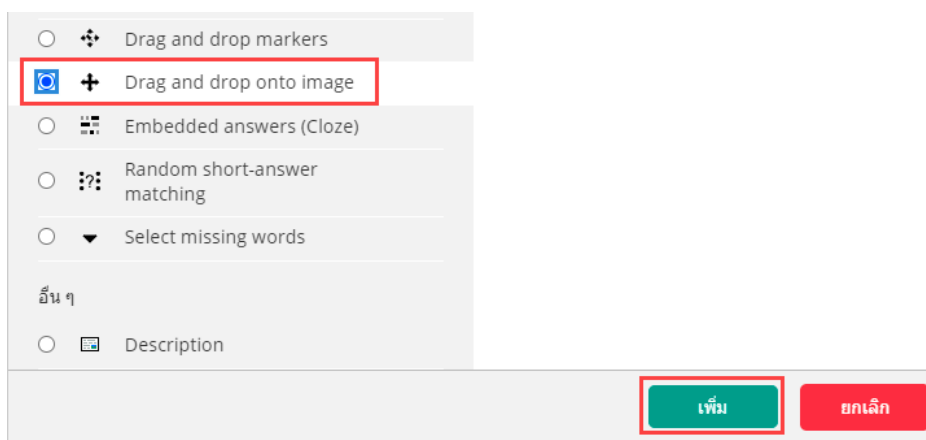 Drag and drop markers
Drag and drop onto image
Embedded answers (Cloze)
Random short-answer
matching
Select missing words
อื่น ๆ
Description
เพิ่ม
ยกเลิก